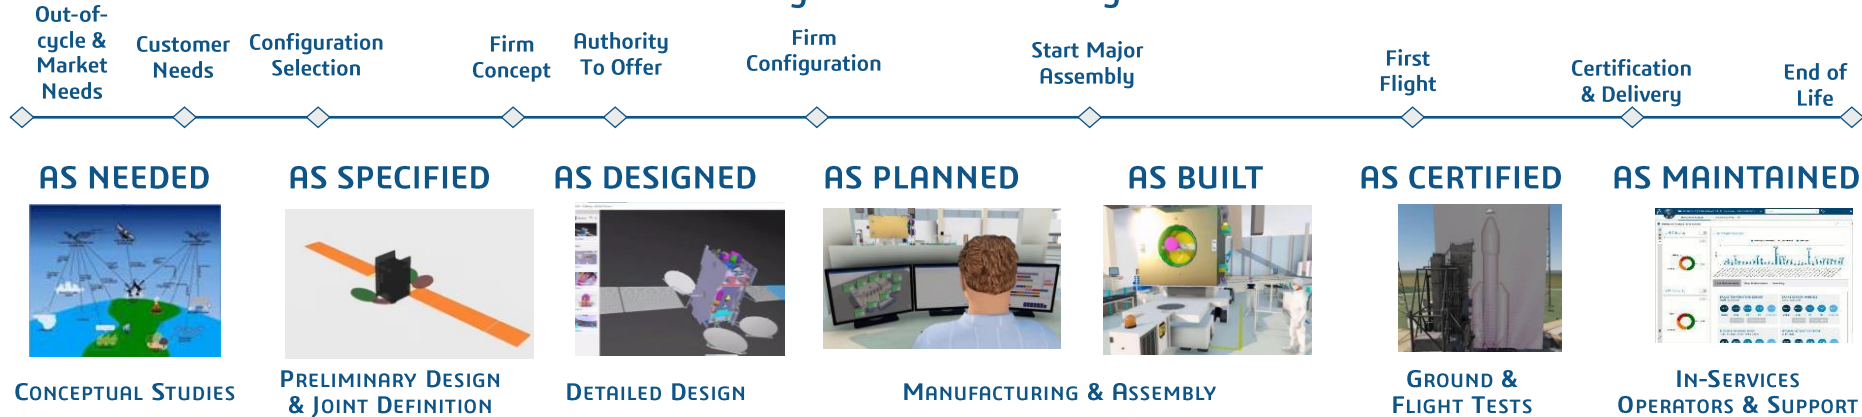 Out-of-
cycle &
Market
Needs
Customer
Needs
Configuration
Selection
Firm
Concept
Authority
To Offer
Firm
Configuration
Start Major
Assembly
First
Flight
Certification
& Delivery
End of
Life
AS NEEDED
AS SPECIFIED
AS DESIGNED
AS PLANNED
AS BUILT
AS CERTIFIED
AS MAINTAINED
CONCEPTUAL STUDIES
PRELIMINARY DESIGN
& JOINT DEFINITION
DETAILED DESIGN
MANUFACTURING & ASSEMBLY
GROUND &
FLIGHT TESTS
IN-SERVICES
OPERATORS & SUPPORT